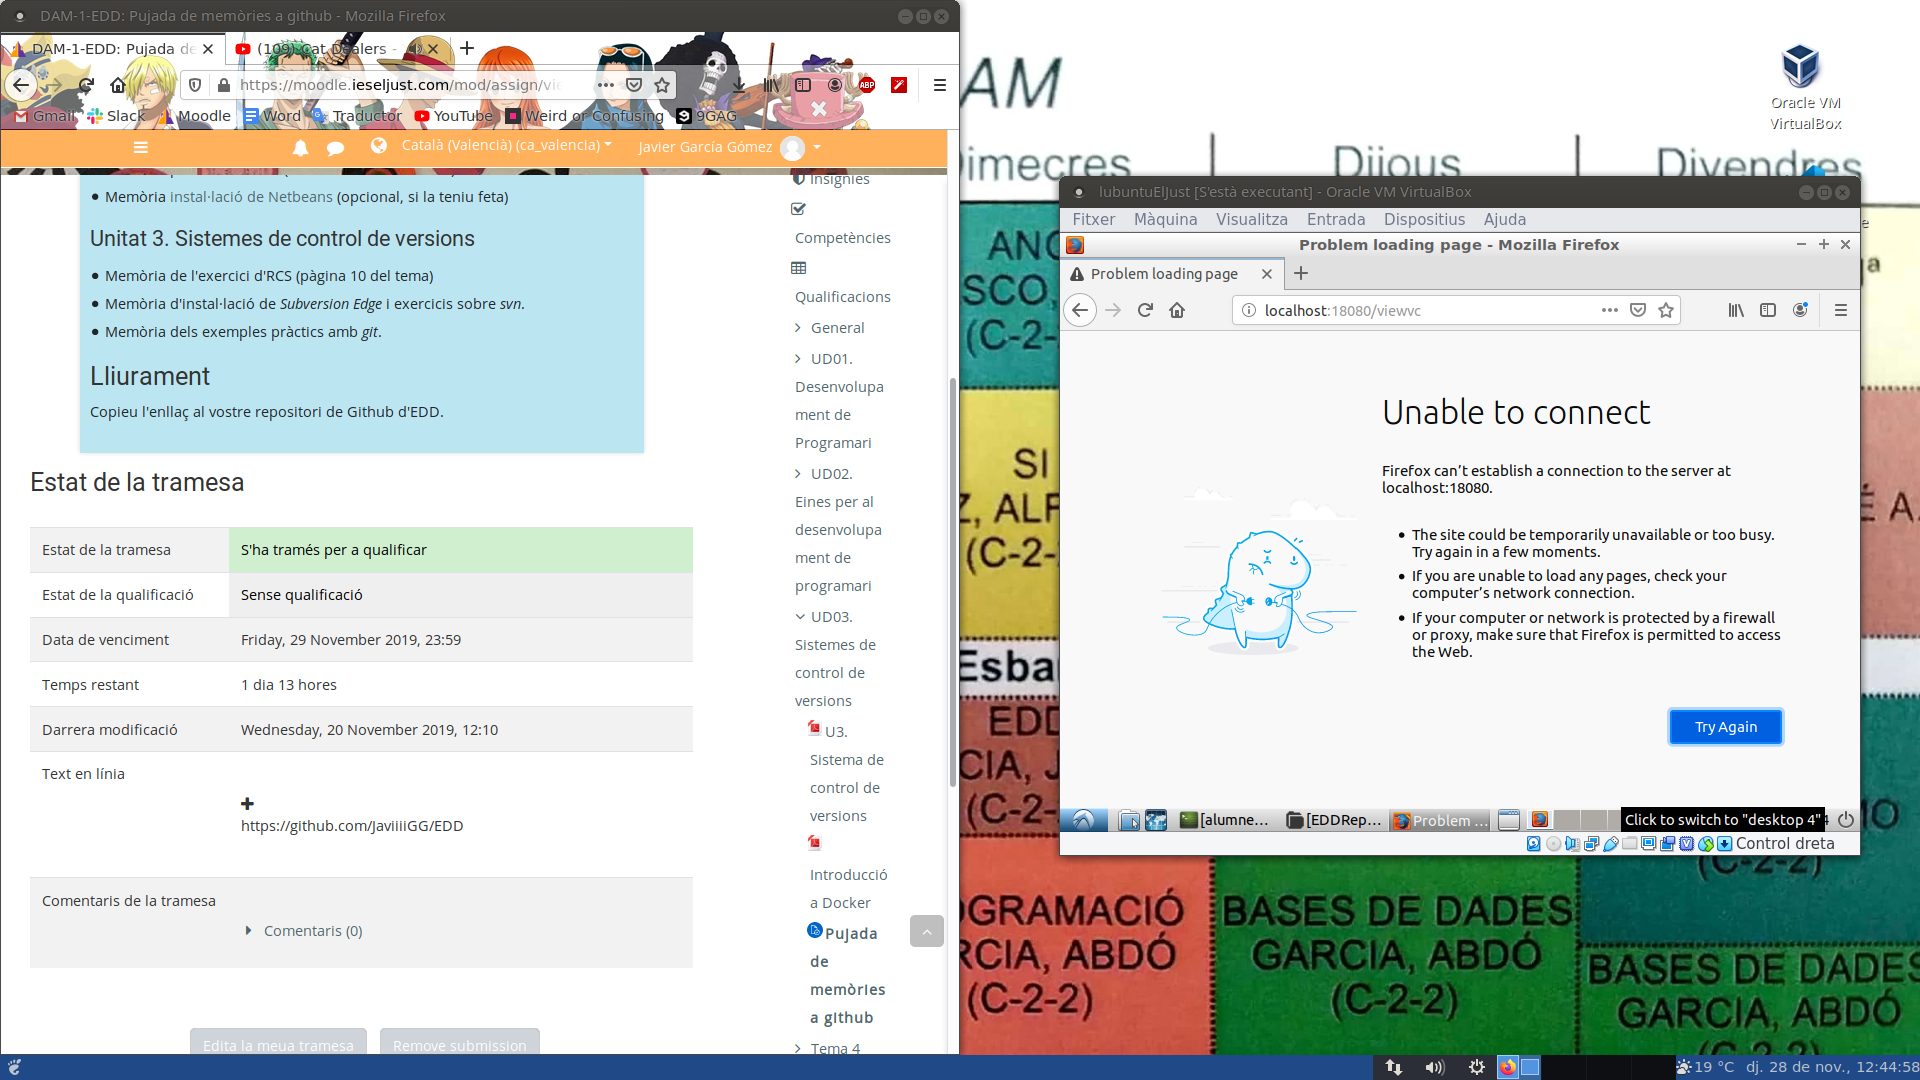 DAM-1-EDD: Pujada de memòries a github - Mozilla Firefox
DAM-1-EDD: Pujada de
(109) Cat Dealers -
https://moodle.ieseljust.com/mod/assign/vie
Gmail
Slack
Moodle
Word
Traductor
YouTube
Weird or Confusing
9GAG
Català (Valencià) (ca_valencia)
Javier García Gómez
Memòria instal·lació de Netbeans (opcional, si la teniu feta)
Unitat 3. Sistemes de control de versions
Memòria de l'exercici d'RCS (pàgina 10 del tema)
Memòria d'instal·lació de Subversion Edge i exercicis sobre svn.
Memòria dels exemples pràctics amb git.
Lliurament
Copieu l'enllaç al vostre repositori de Github d'EDD.
Estat de la tramesa
Estat de la tramesa
S'ha tramés per a qualificar
Estat de la qualificació
Sense qualificació
Data de venciment
Friday, 29 November 2019, 23:59
Temps restant
1 dia 13 hores
Darrera modificació
Wednesday, 20 November 2019, 12:10
Text en línia
https://github.com/JaviiiiGG/EDD
Comentaris de la tramesa
Comentaris (0)
Edita la meua tramesa
Remove submission
Insígnies
Competències
Qualificacions
General
UD01.
Desenvolupa
ment de
Programari
UD02.
Eines per al
desenvolupa
ment de
programari
UD03.
Sistemes de
control de
versions
U3.
Sistema de
control de
versions
Introducció
a Docker
Pujada
de
memòries
a github
Tema 4
AM
Dimecres
Dijous
Divendres
Oracle VM
VirtualBox
lubuntuElJust [S'està executant] - Oracle VM VirtualBox
Fitxer
Màquina
Visualitza
Entrada
Dispositius
Ajuda
Problem loading page - Mozilla Firefox
Problem loading page
localhost:18080/viewvc
Unable to connect
Firefox can’t establish a connection to the server at
localhost:18080.
The site could be temporarily unavailable or too busy.
Try again in a few moments.
If you are unable to load any pages, check your
computer’s network connection.
If your computer or network is protected by a firewall
or proxy, make sure that Firefox is permitted to access
the Web.
Try Again
[alumne...
[EDDRep...
Problem ...
Click to switch to "desktop 4"
Control dreta
ANG
SCO,
(C-2-
SI
Z, ALF
(C-2-
Esba
EDD
CIA, J
(C-2-
É A.
MO
(C-2-2)
OGRAMACIÓ
RCIA, ABDÓ
(C-2-2)
BASES DE DADES
GARCIA, ABDÓ
(C-2-2)
BASES DE DADES
GARCIA, ABDÓ
(C-2-2)
19 °C
dj. 28 de nov., 12:44:58